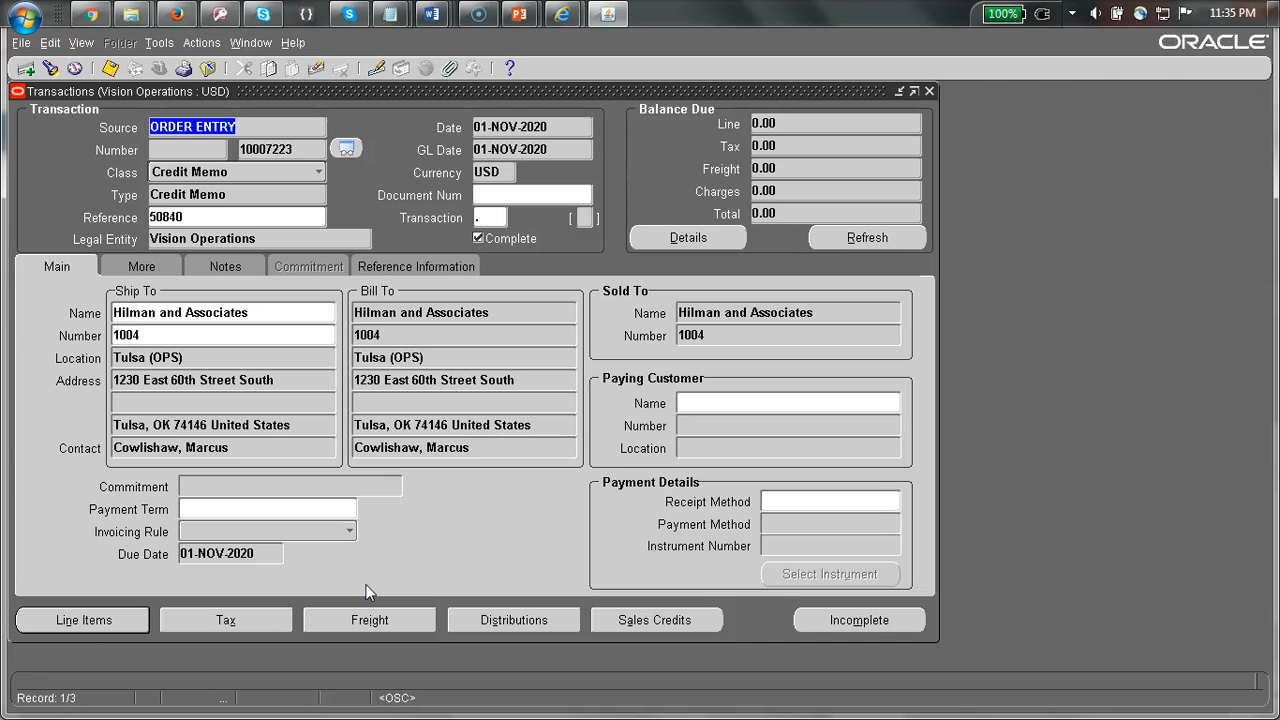 100%
11:35 PM
File Edit View Folder Tools Actions Window Help
ORACLE
Transactions (Vision Operations : USD)
Transaction
Source ORDER ENTRY
Number 10007223
Class Credit Memo
Type Credit Memo
Reference 50840
Legal Entity Vision Operations
Date 01-NOV-2020
GL Date 01-NOV-2020
Currency USD
Document Num
Transaction . [ ]
Complete
Balance Due
Line 0.00
Tax 0.00
Freight 0.00
Charges 0.00
Total 0.00
Details Refresh
Main More Notes Commitment Reference Information
Ship To
Name Hilman and Associates
Number 1004
Location Tulsa (OPS)
Address 1230 East 60th Street South
Tulsa, OK 74146 United States
Contact Cowlishaw, Marcus
Bill To
Hilman and Associates
1004
Tulsa (OPS)
1230 East 60th Street South
Tulsa, OK 74146 United States
Cowlishaw, Marcus
Sold To
Name Hilman and Associates
Number 1004
Paying Customer
Name
Number
Location
Commitment
Payment Term
Invoicing Rule
Due Date 01-NOV-2020
Payment Details
Receipt Method
Payment Method
Instrument Number
Select Instrument
Line Items Tax Freight Distributions Sales Credits Incomplete
Record: 1/3 ... <OSC>